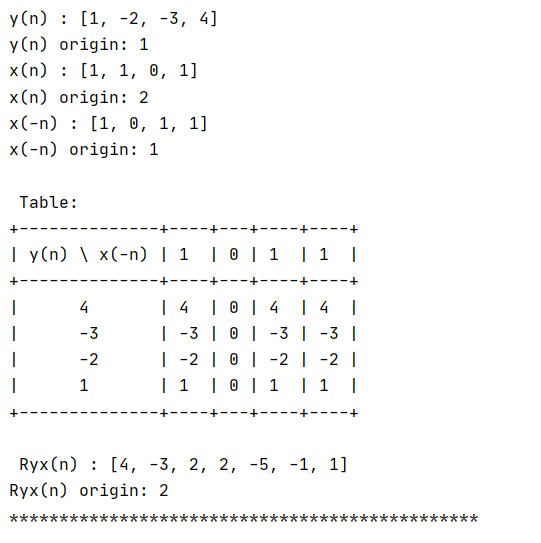 y(n) : [1, -2, -3, 4]
y(n) origin: 1
x(n) : [1, 1, 0, 1]
x(n) origin: 2
x(-n) : [1, 0, 1, 1]
x(-n) origin: 1

 Table:
+--------------+----+---+----+----+
| y(n) \ x(-n) | 1  | 0 | 1  | 1  |
+--------------+----+---+----+----+
|      4       | 4  | 0 | 4  | 4  |
|      -3      | -3 | 0 | -3 | -3 |
|      -2      | -2 | 0 | -2 | -2 |
|      1       | 1  | 0 | 1  | 1  |
+--------------+----+---+----+----+

 Ryx(n) : [4, -3, 2, 2, -5, -1, 1]
Ryx(n) origin: 2
***********************************************